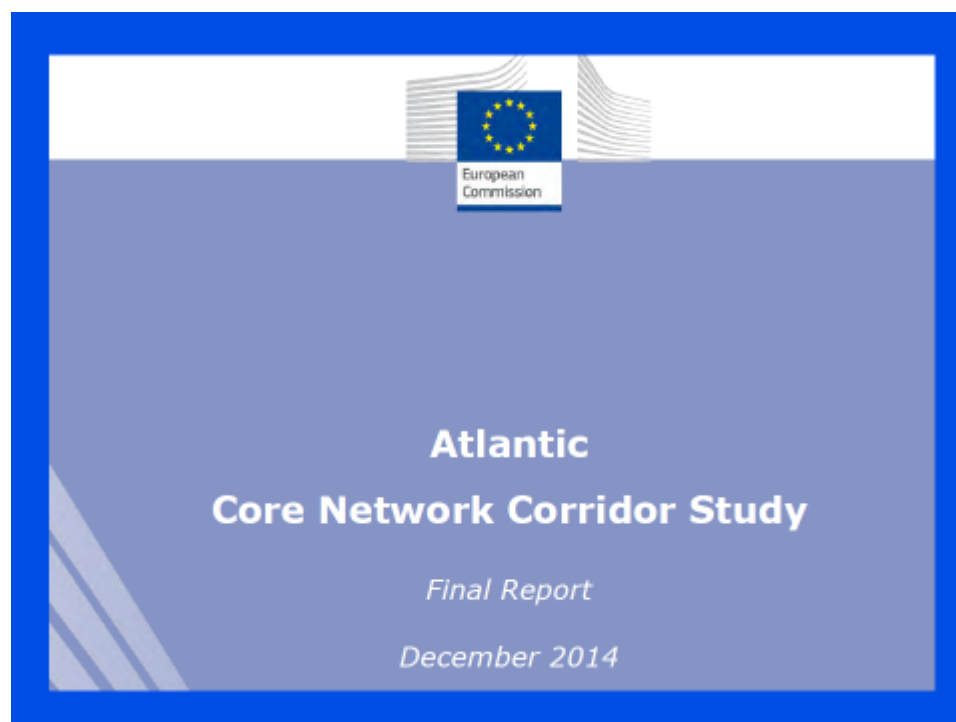 European
Commission
Atlantic
Core Network Corridor Study
Final Report
December 2014